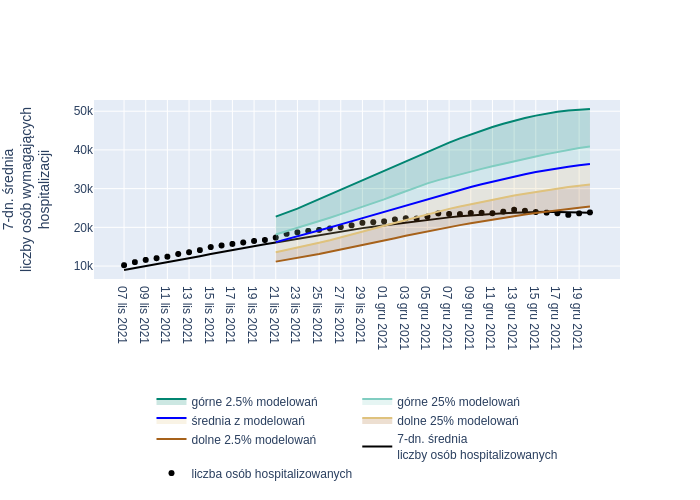 7-dn. średnia
liczby osób wymagających
hospitalizacji
50k
40k
30k
20k
10k
07 lis 2021
09 lis 2021
11 lis 2021
13 lis 2021
15 lis 2021
17 lis 2021
19 lis 2021
21 lis 2021
23 lis 2021
25 lis 2021
27 lis 2021
29 lis 2021
01 gru 2021
03 gru 2021
05 gru 2021
07 gru 2021
09 gru 2021
11 gru 2021
13 gru 2021
15 gru 2021
17 gru 2021
19 gru 2021
górne 2.5% modelowań
górne 25% modelowań
średnia z modelowań
dolne 25% modelowań
dolne 2.5% modelowań
7-dn. średnia
liczby osób hospitalizowanych
liczba osób hospitalizowanych